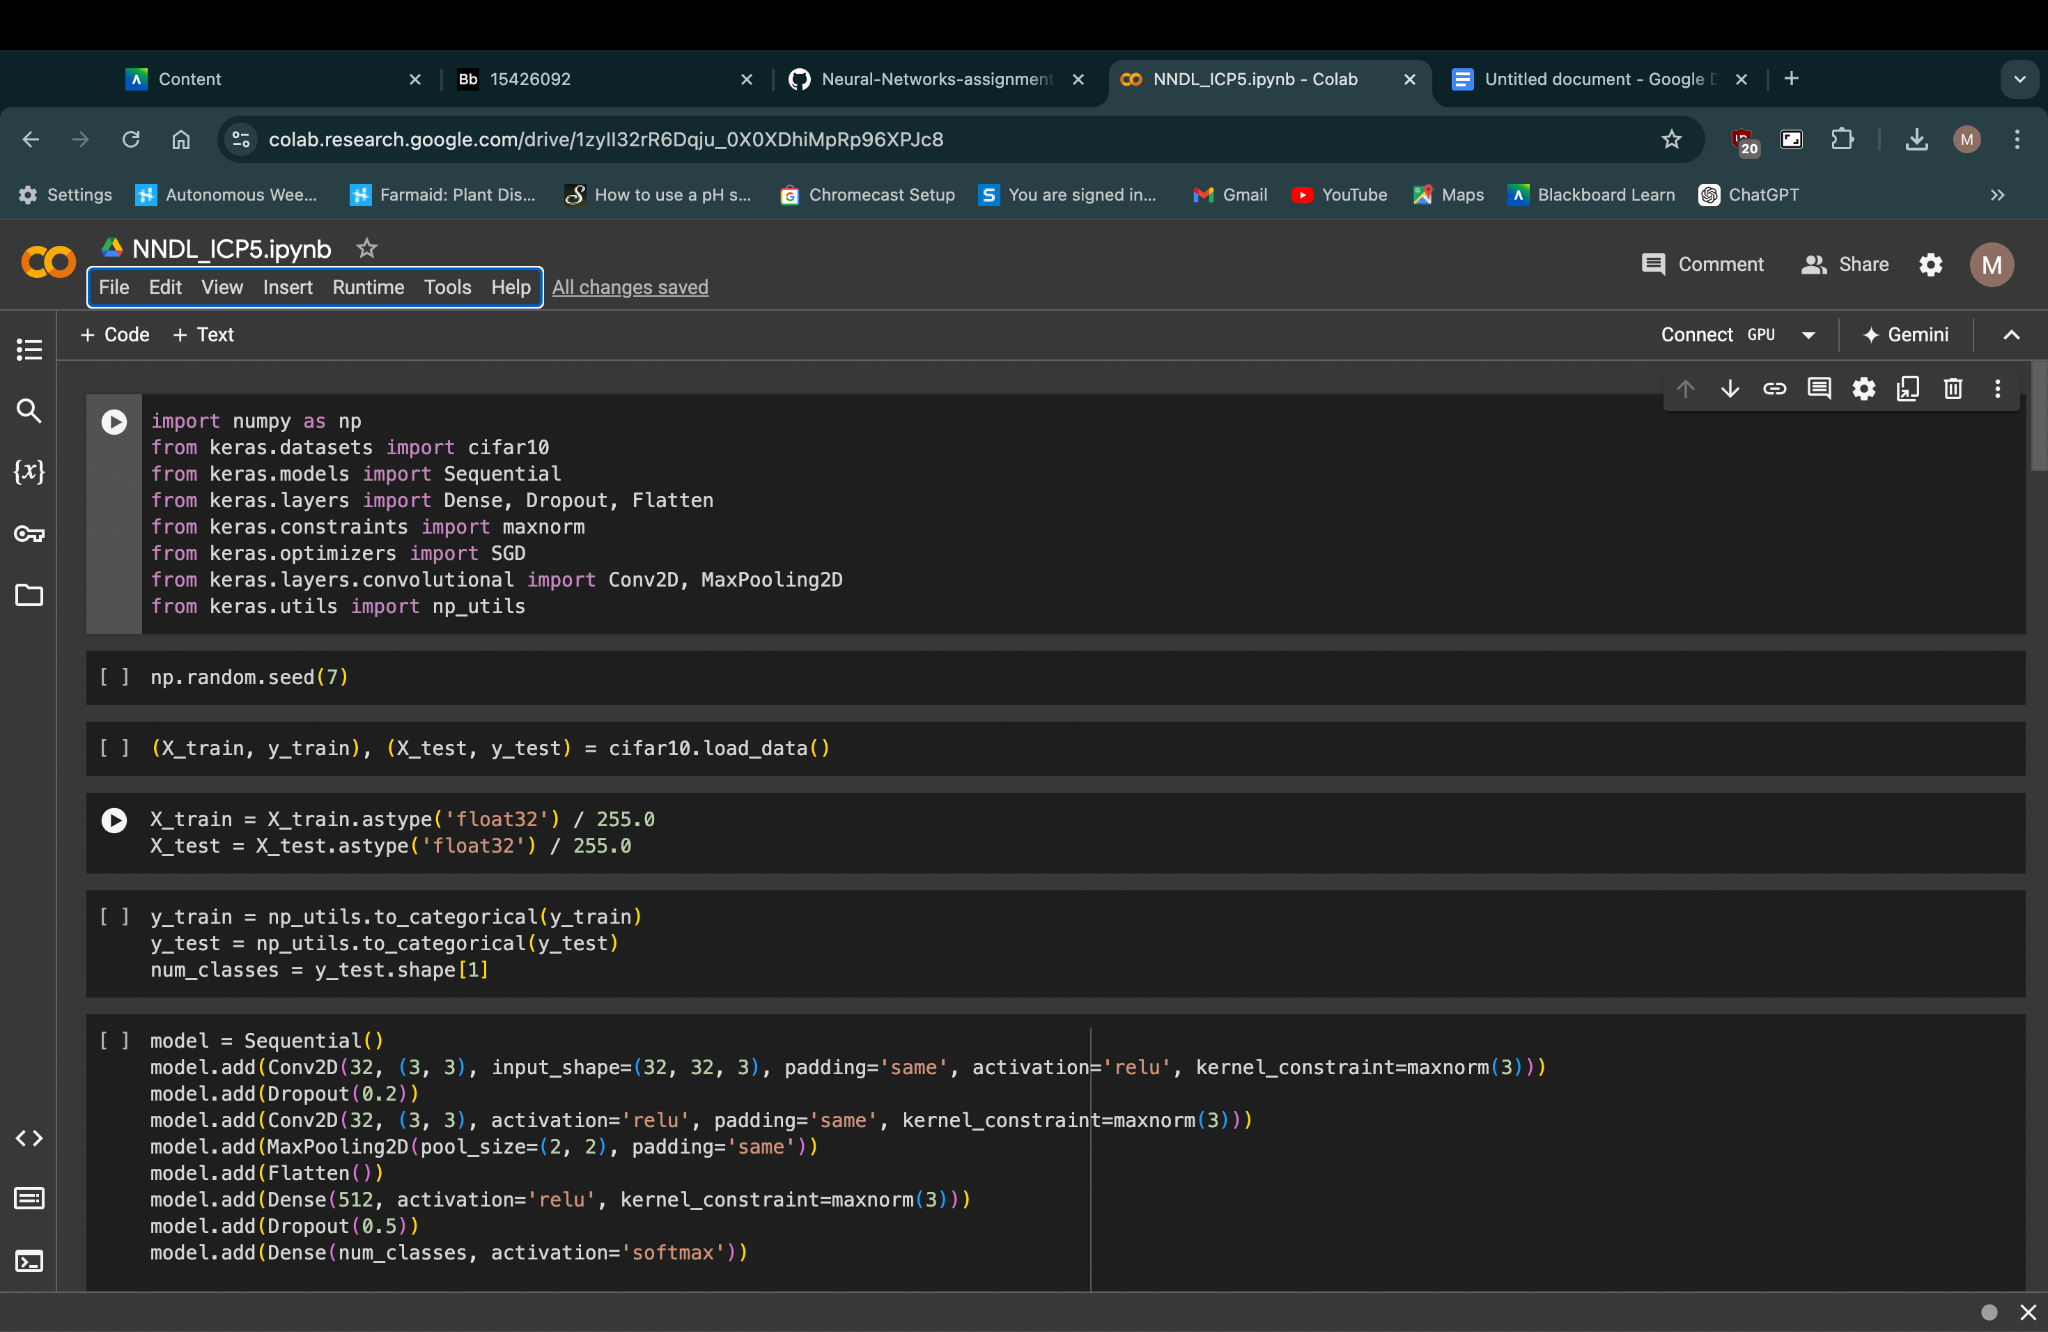 Content
Bb 15426092
Neural-Networks-assignment
NNDL_ICP5.ipynb - Colab
Untitled document - Google D
colab.research.google.com/drive/1zyII32rR6Dqju_0X0XDhiMpRp96XPJc8
20
M
Settings
Autonomous Wee...
Farmaid: Plant Dis...
How to use a pH s...
Chromecast Setup
You are signed in...
Gmail
YouTube
Maps
Blackboard Learn
ChatGPT
NNDL_ICP5.ipynb
Comment
Share
M
File Edit View Insert Runtime Tools Help All changes saved
+ Code + Text
Connect GPU
Gemini
import numpy as np
from keras.datasets import cifar10
from keras.models import Sequential
from keras.layers import Dense, Dropout, Flatten
from keras.constraints import maxnorm
from keras.optimizers import SGD
from keras.layers.convolutional import Conv2D, MaxPooling2D
from keras.utils import np_utils
[ ] np.random.seed(7)
[ ] (X_train, y_train), (X_test, y_test) = cifar10.load_data()
X_train = X_train.astype('float32') / 255.0
X_test = X_test.astype('float32') / 255.0
[ ] y_train = np_utils.to_categorical(y_train)
y_test = np_utils.to_categorical(y_test)
num_classes = y_test.shape[1]
[ ] model = Sequential()
model.add(Conv2D(32, (3, 3), input_shape=(32, 32, 3), padding='same', activation='relu', kernel_constraint=maxnorm(3)))
model.add(Dropout(0.2))
model.add(Conv2D(32, (3, 3), activation='relu', padding='same', kernel_constraint=maxnorm(3)))
model.add(MaxPooling2D(pool_size=(2, 2), padding='same'))
model.add(Flatten())
model.add(Dense(512, activation='relu', kernel_constraint=maxnorm(3)))
model.add(Dropout(0.5))
model.add(Dense(num_classes, activation='softmax'))